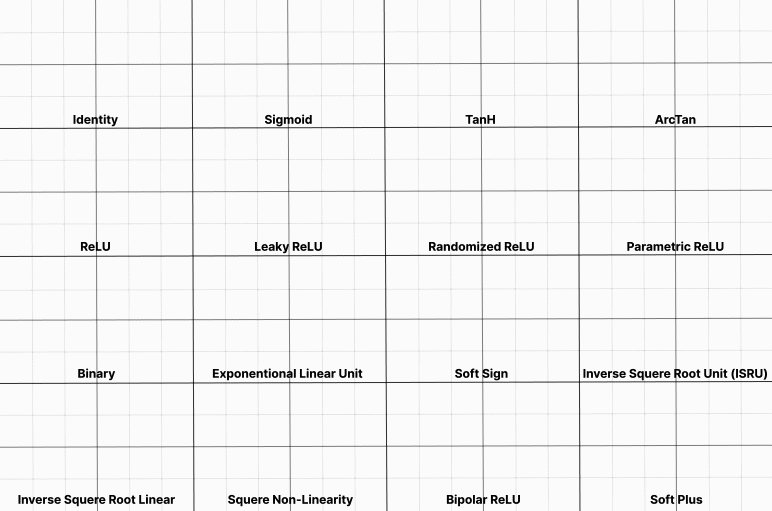 Identity
Sigmoid
TanH
ArcTan
ReLU
Leaky ReLU
Randomized ReLU
Parametric ReLU
Binary
Exponentional Linear Unit
Soft Sign
Inverse Squere Root Unit (ISRU)
Inverse Squere Root Linear
Squere Non-Linearity
Bipolar ReLU
Soft Plus